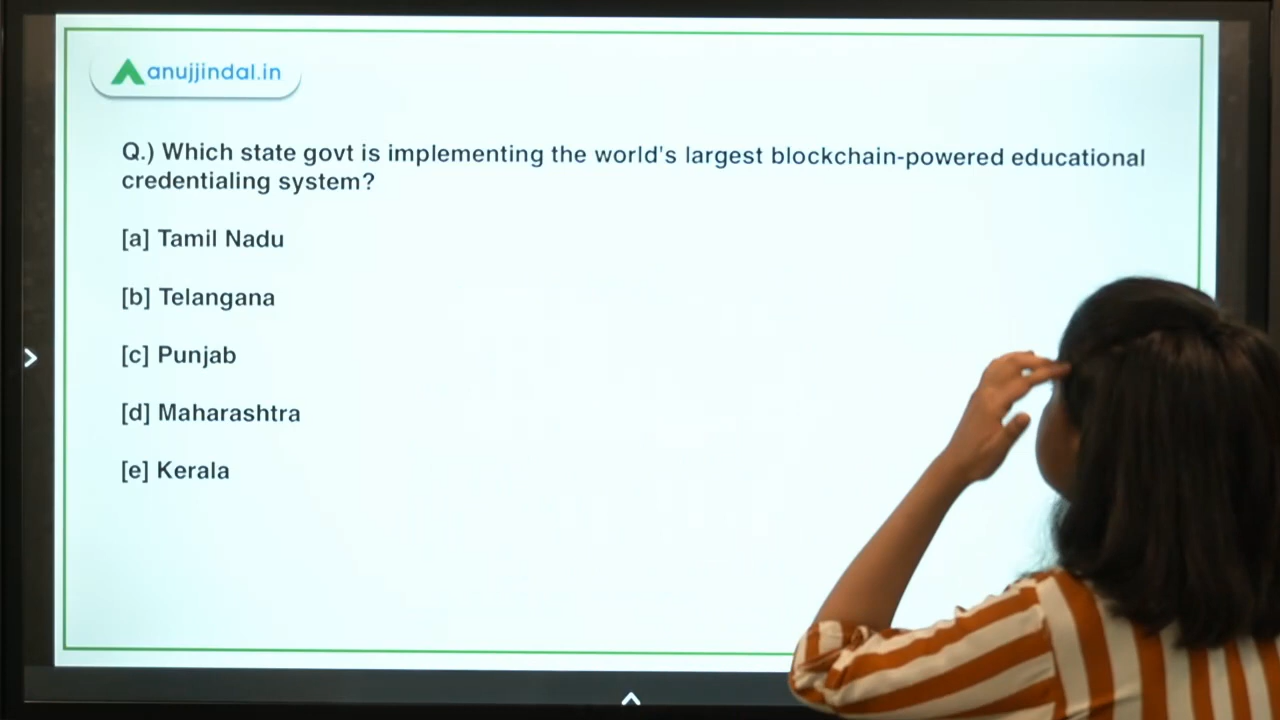 anujjindal.in
Q.) Which state govt is implementing the world's largest blockchain-powered educational
credentialing system?
[a] Tamil Nadu
[b] Telangana
[c] Punjab
[d] Maharashtra
[e] Kerala